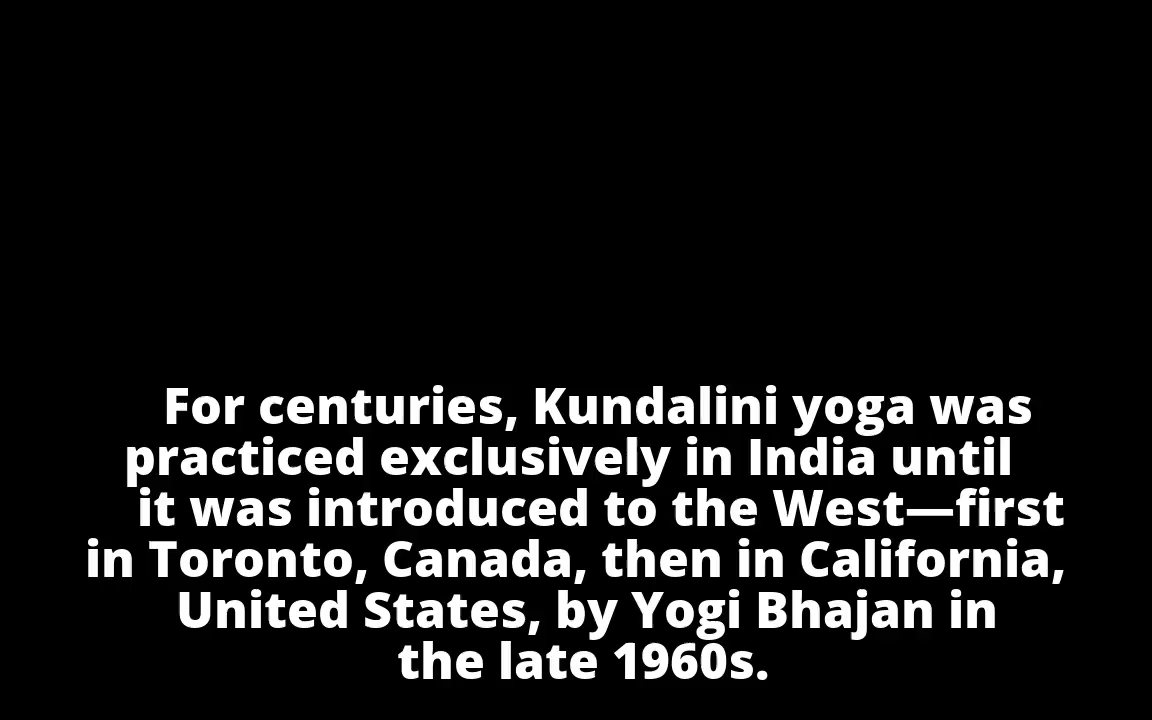 For centuries, Kundalini yoga was
practiced exclusively in India until
it was introduced to the West—first
in Toronto, Canada, then in California,
United States, by Yogi Bhajan in
the late 1960s.